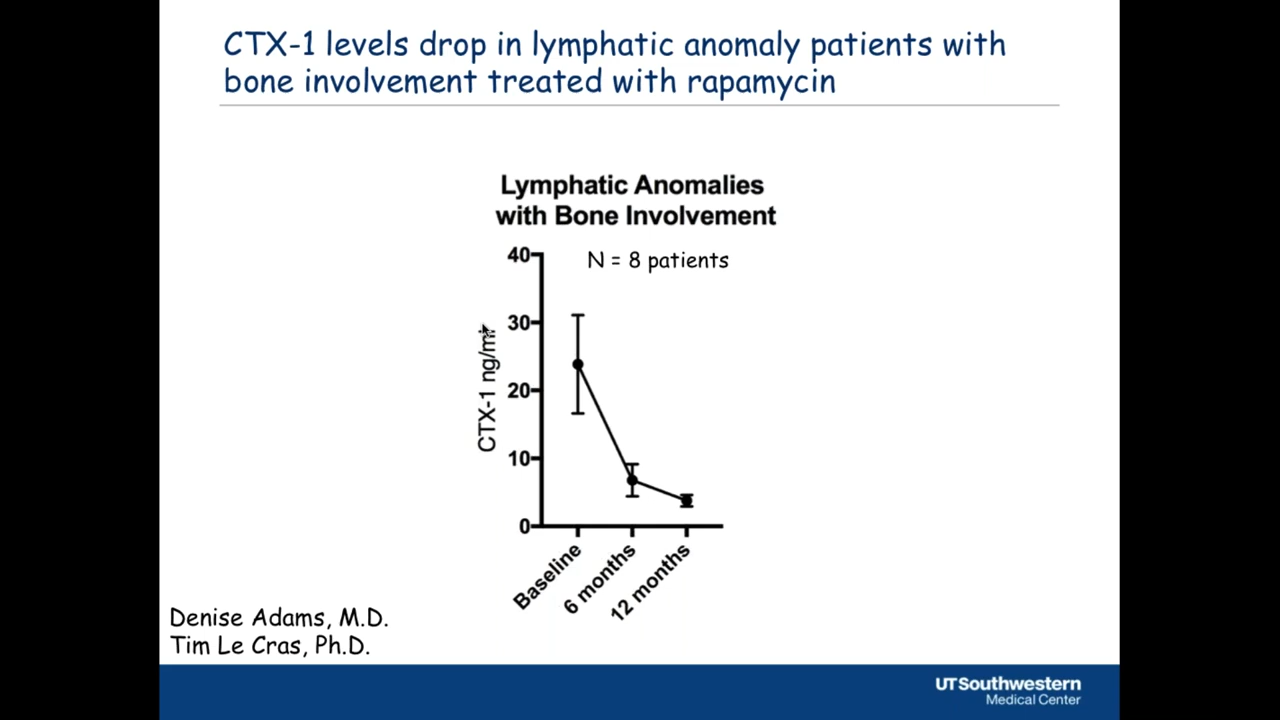 CTX-1 levels drop in lymphatic anomaly patients with
bone involvement treated with rapamycin
Lymphatic Anomalies
with Bone Involvement
N = 8 patients
40
30
20
10
0
CTX-1
Baseline
6 months
12 months
Denise Adams, M.D.
Tim Le Cras, Ph.D.
UTSouthwestern
Medical Center